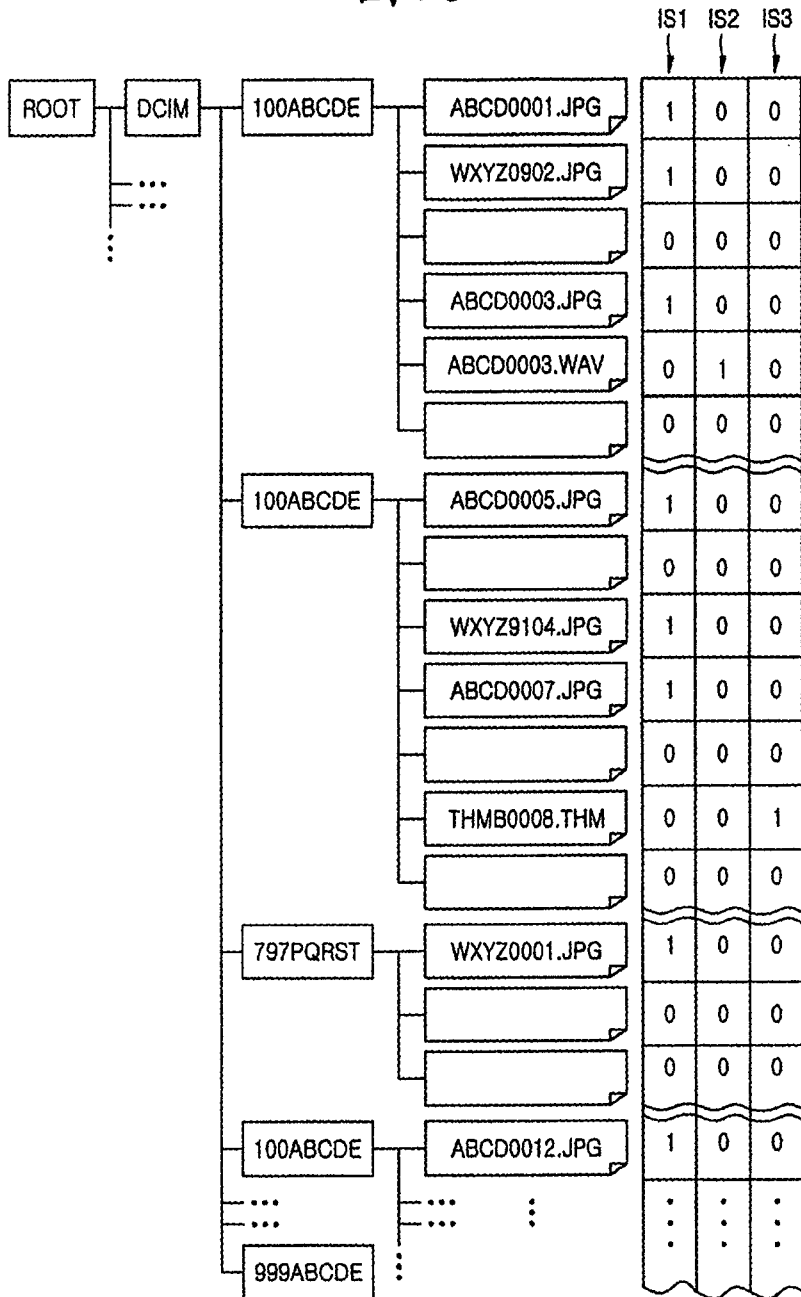 IS1 IS2 IS3
ROOT DCIM 100ABCDE ABCD0001.JPG 1 0 0
...
WXYZ0902.JPG 1 0 0
...
0 0 0
ABCD0003.JPG 1 0 0
ABCD0003.WAV 0 1 0
0 0 0
100ABCDE ABCD0005.JPG 1 0 0
0 0 0
WXYZ9104.JPG 1 0 0
ABCD0007.JPG 1 0 0
0 0 0
THMB0008.THM 0 0 1
0 0 0
797PQRST WXYZ0001.JPG 1 0 0
0 0 0
0 0 0
100ABCDE ABCD0012.JPG 1 0 0
... ...
... ...
999ABCDE